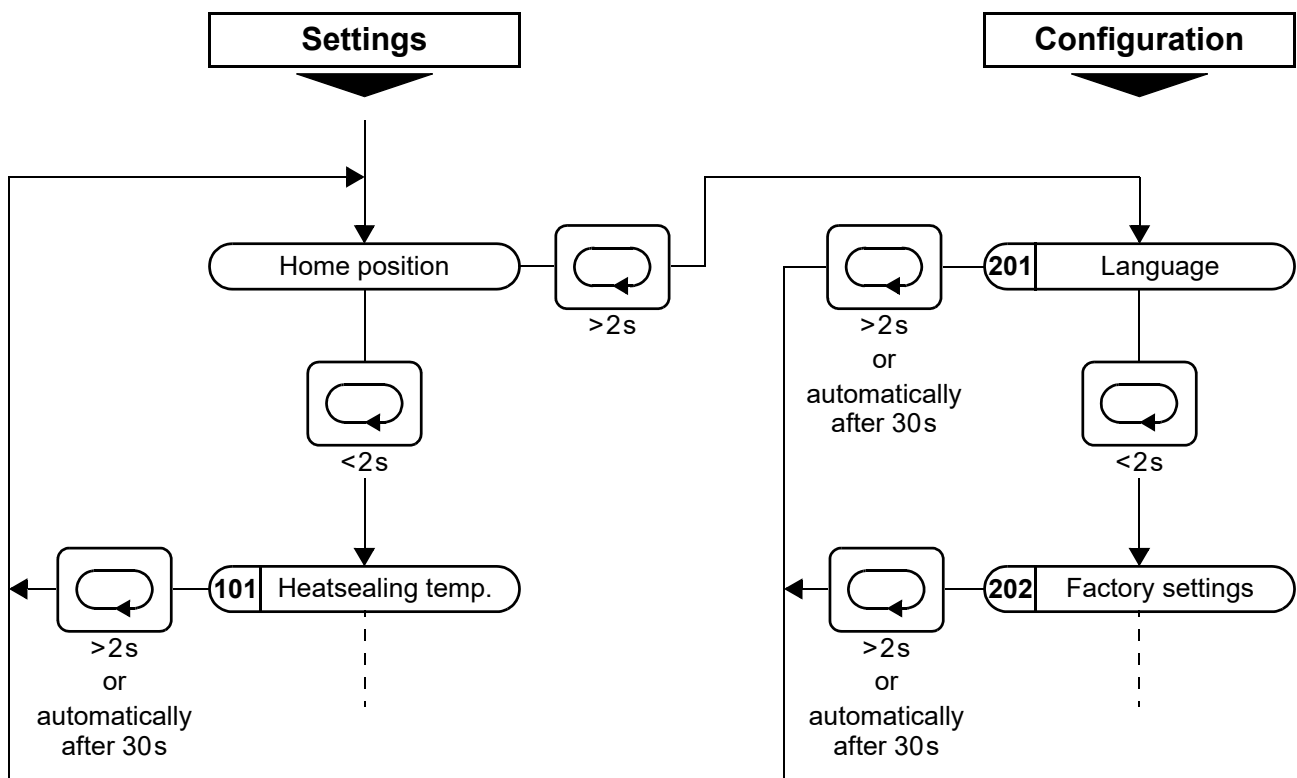 Settings
Configuration
Home position
>2s
201 Language
>2s
or
automatically
after 30s
<2s
<2s
101 Heatsealing temp.
202 Factory settings
>2s
or
automatically
after 30s
>2s
or
automatically
after 30s